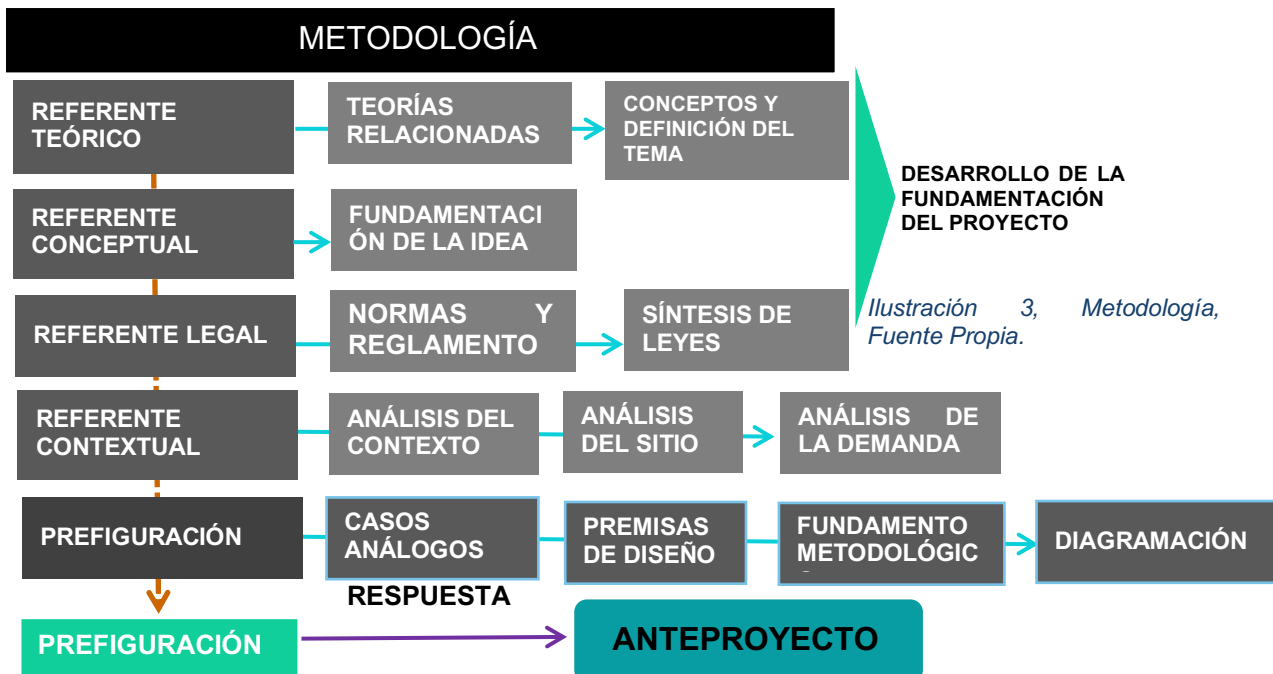 METODOLOGÍA
REFERENTE
TEÓRICO
TEORÍAS
RELACIONADAS
CONCEPTOS Y
DEFINICIÓN DEL
TEMA
DESARROLLO DE LA
FUNDAMENTACIÓN
DEL PROYECTO
REFERENTE
CONCEPTUAL
FUNDAMENTACI
ÓN DE LA IDEA
REFERENTE LEGAL
NORMAS Y
REGLAMENTO
SÍNTESIS DE
LEYES
Ilustración 3, Metodología,
Fuente Propia.
REFERENTE
CONTEXTUAL
ANÁLISIS DEL
CONTEXTO
ANÁLISIS
DEL SITIO
ANÁLISIS DE
LA DEMANDA
PREFIGURACIÓN
CASOS
ANÁLOGOS
PREMISAS
DE DISEÑO
FUNDAMENTO
METODOLÓGIC
DIAGRAMACIÓN
RESPUESTA
PREFIGURACIÓN
ANTEPROYECTO